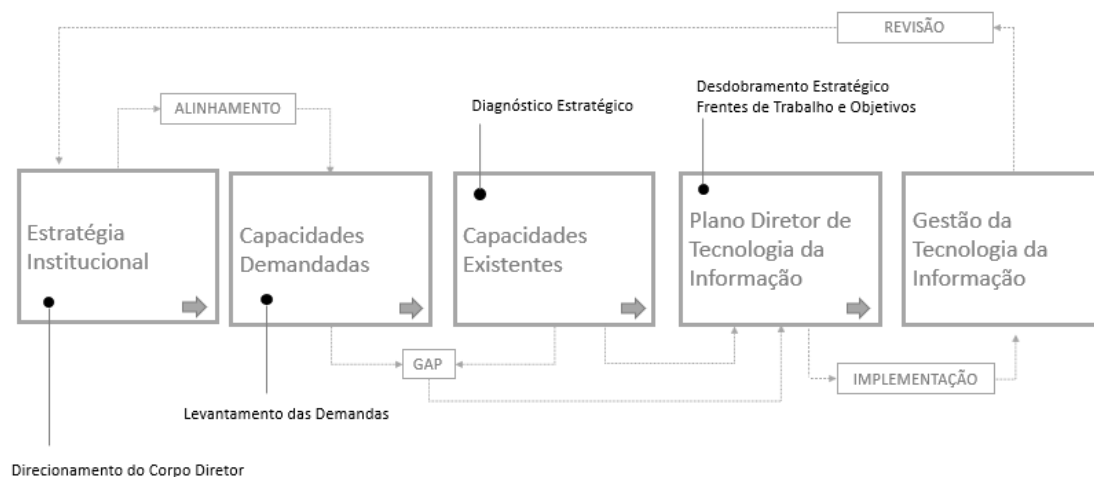 REVISÃO
ALINHAMENTO
Diagnóstico Estratégico
Desdobramento Estratégico
Frentes de Trabalho e Objetivos
Estratégia
Institucional
Capacidades
Demandadas
Capacidades
Existentes
Plano Diretor de
Tecnologia da
Informação
Gestão da
Tecnologia da
Informação
GAP
IMPLEMENTAÇÃO
Levantamento das Demandas
Direcionamento do Corpo Diretor